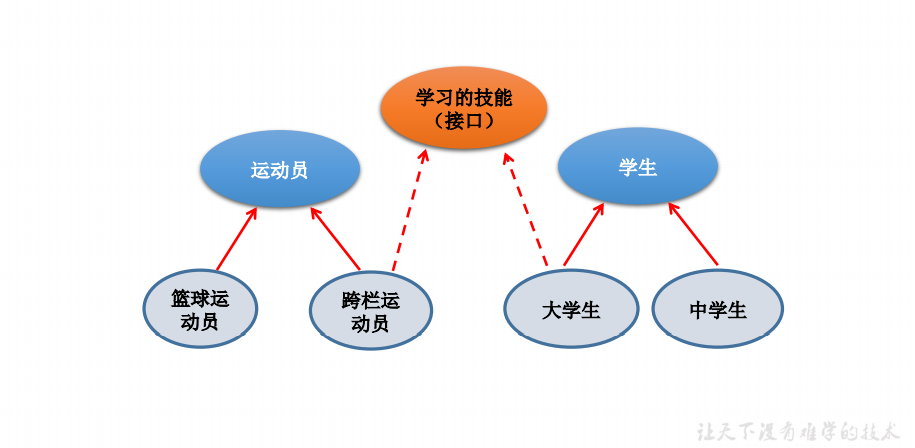 学习的技能
（接口）
运动员
学生
篮球运
动员
跨栏运
动员
大学生
中学生
让天下没有难学的技术